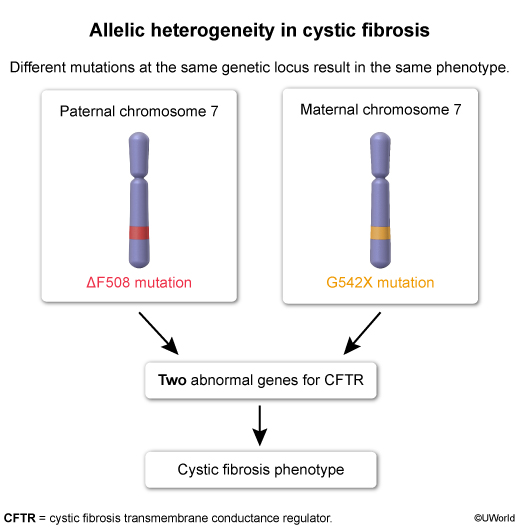 Allelic heterogeneity in cystic fibrosis
Different mutations at the same genetic locus result in the same phenotype.
Paternal chromosome 7
Maternal chromosome 7
ΔF508 mutation
G542X mutation
Two abnormal genes for CFTR
Cystic fibrosis phenotype
CFTR = cystic fibrosis transmembrane conductance regulator.
©UWorld